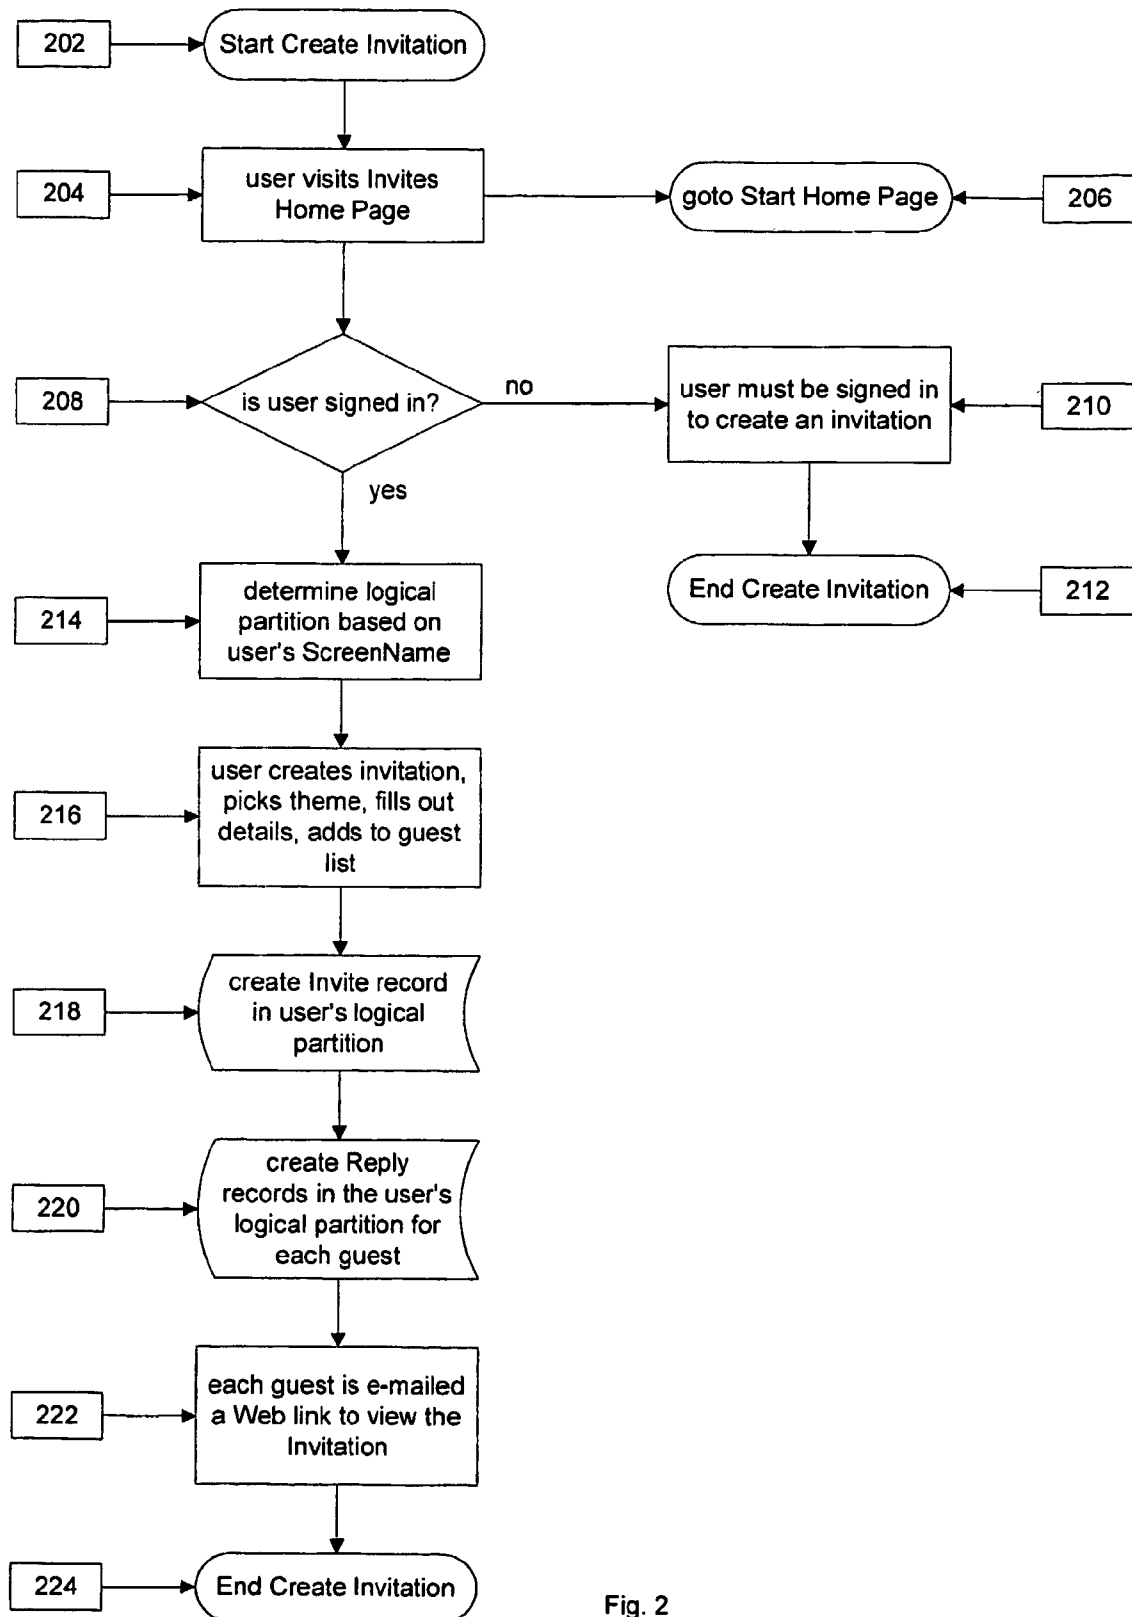 202
Start Create Invitation
204
user visits Invites
Home Page
goto Start Home Page
206
208
is user signed in?
no
user must be signed in
to create an invitation
210
yes
End Create Invitation
212
214
determine logical
partition based on
user's ScreenName
216
user creates invitation,
picks theme, fills out
details, adds to guest
list
218
create Invite record
in user's logical
partition
220
create Reply
records in the user's
logical partition for
each guest
222
each guest is e-mailed
a Web link to view the
Invitation
224
End Create Invitation
Fig. 2